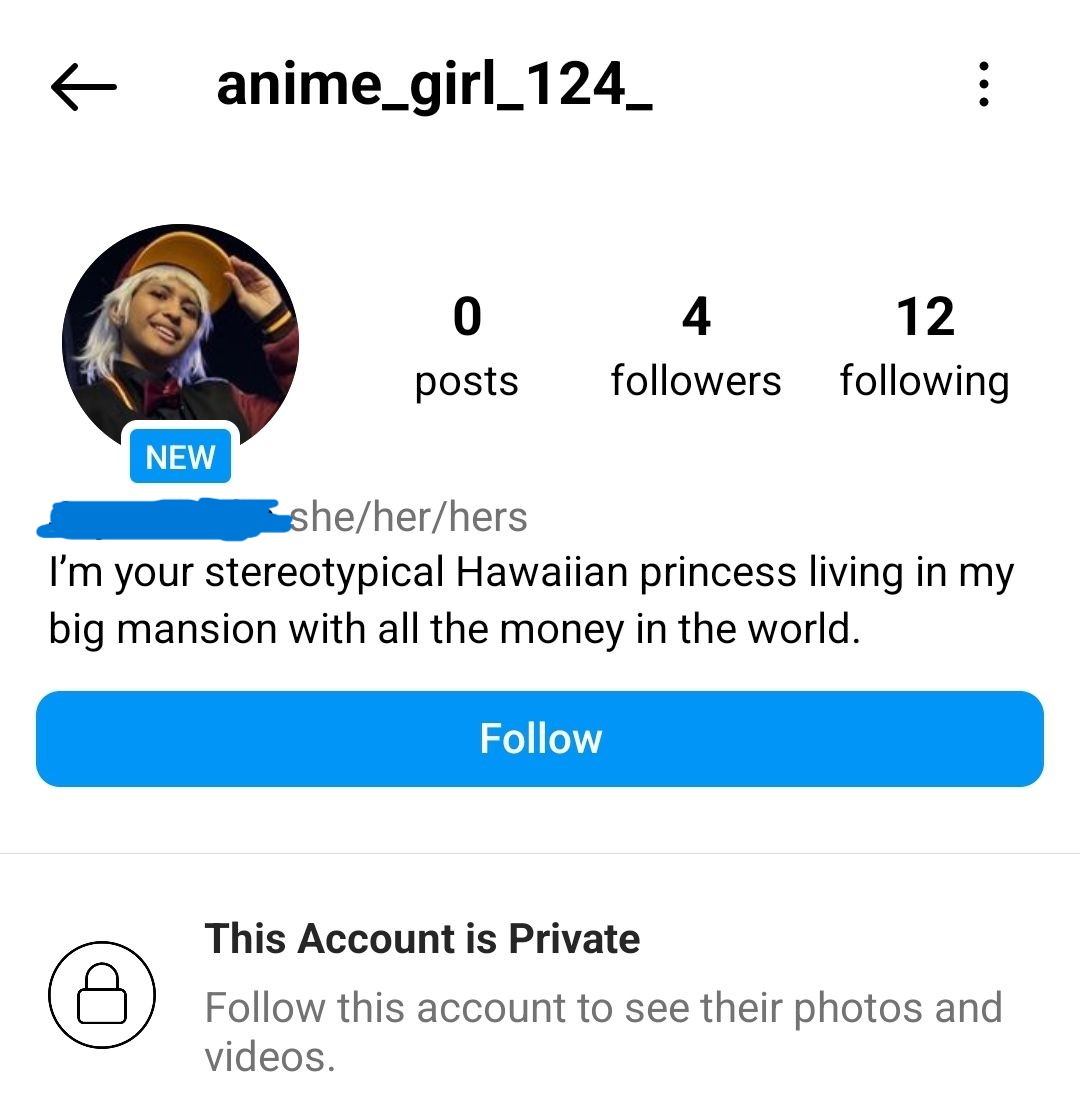 anime_girl_124_
0
4
12
posts
followers
following
NEW
she/her/hers
I’m your stereotypical Hawaiian princess living in my
big mansion with all the money in the world.
Follow
This Account is Private
Follow this account to see their photos and
videos.